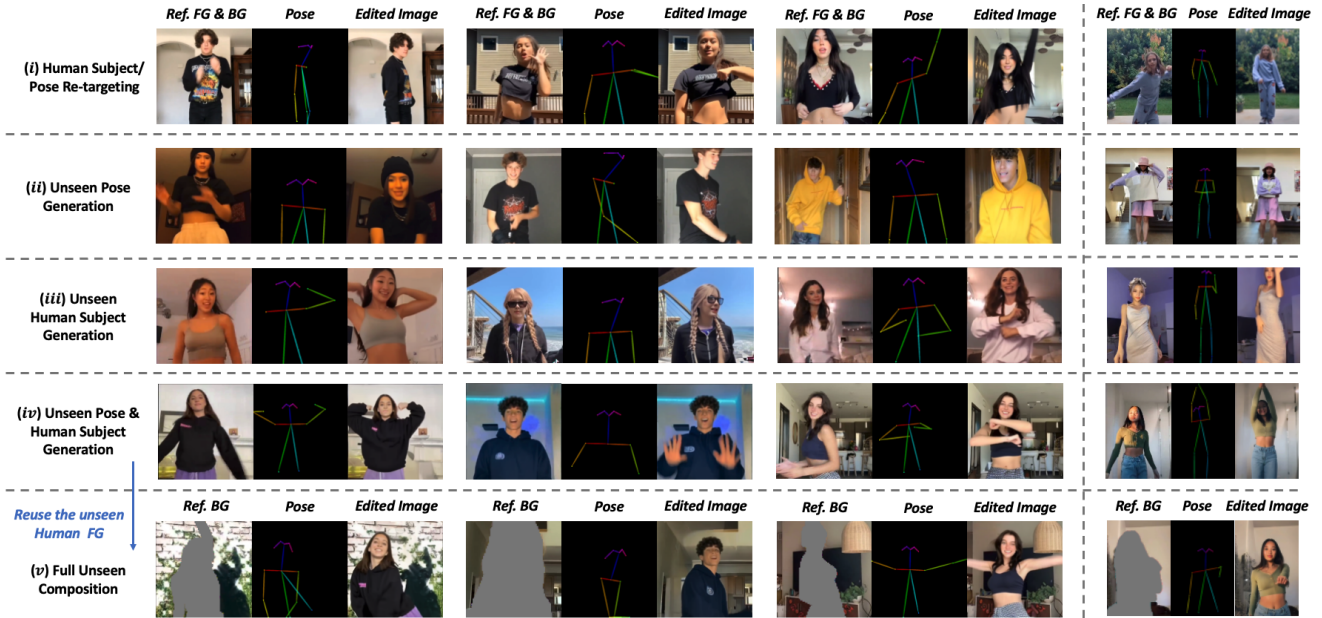 Ref. FG & BG Pose Edited Image Ref. FG & BG Pose Edited Image Ref. FG & BG Pose Edited Image Ref. FG & BG Pose Edited Image
(i) Human Subject/
Pose Re-targeting
(ii) Unseen Pose
Generation
(iii) Unseen
Human Subject
Generation
(iv) Unseen Pose &
Human Subject
Generation
Ref. BG Pose Edited Image Ref. BG Pose Edited Image Ref. BG Pose Edited Image Ref. BG Pose Edited Image
Reuse the unseen
Human FG
(v) Full Unseen
Composition